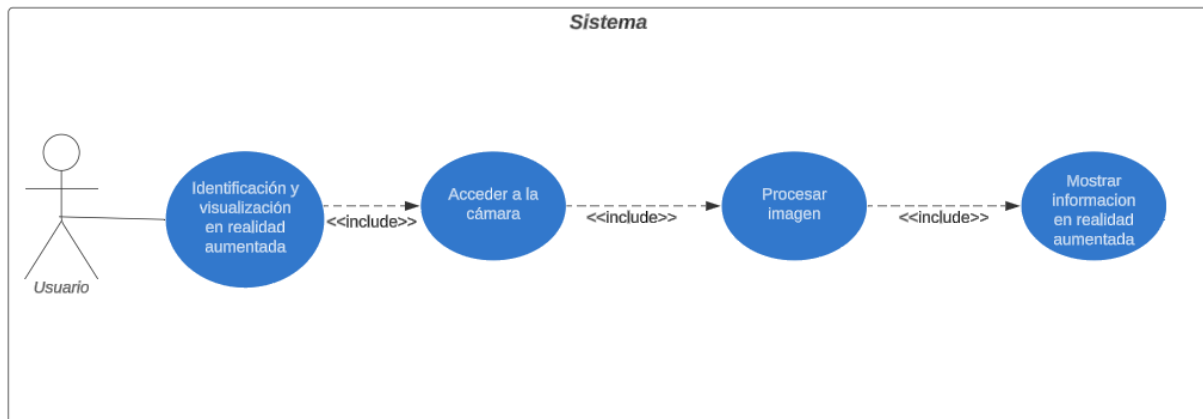 Sistema
Usuario
Identificación y
visualización
en realidad
aumentada
<<include>>
Acceder a la
cámara
<<include>>
Procesar
imagen
<<include>>
Mostrar
informacion
en realidad
aumentada